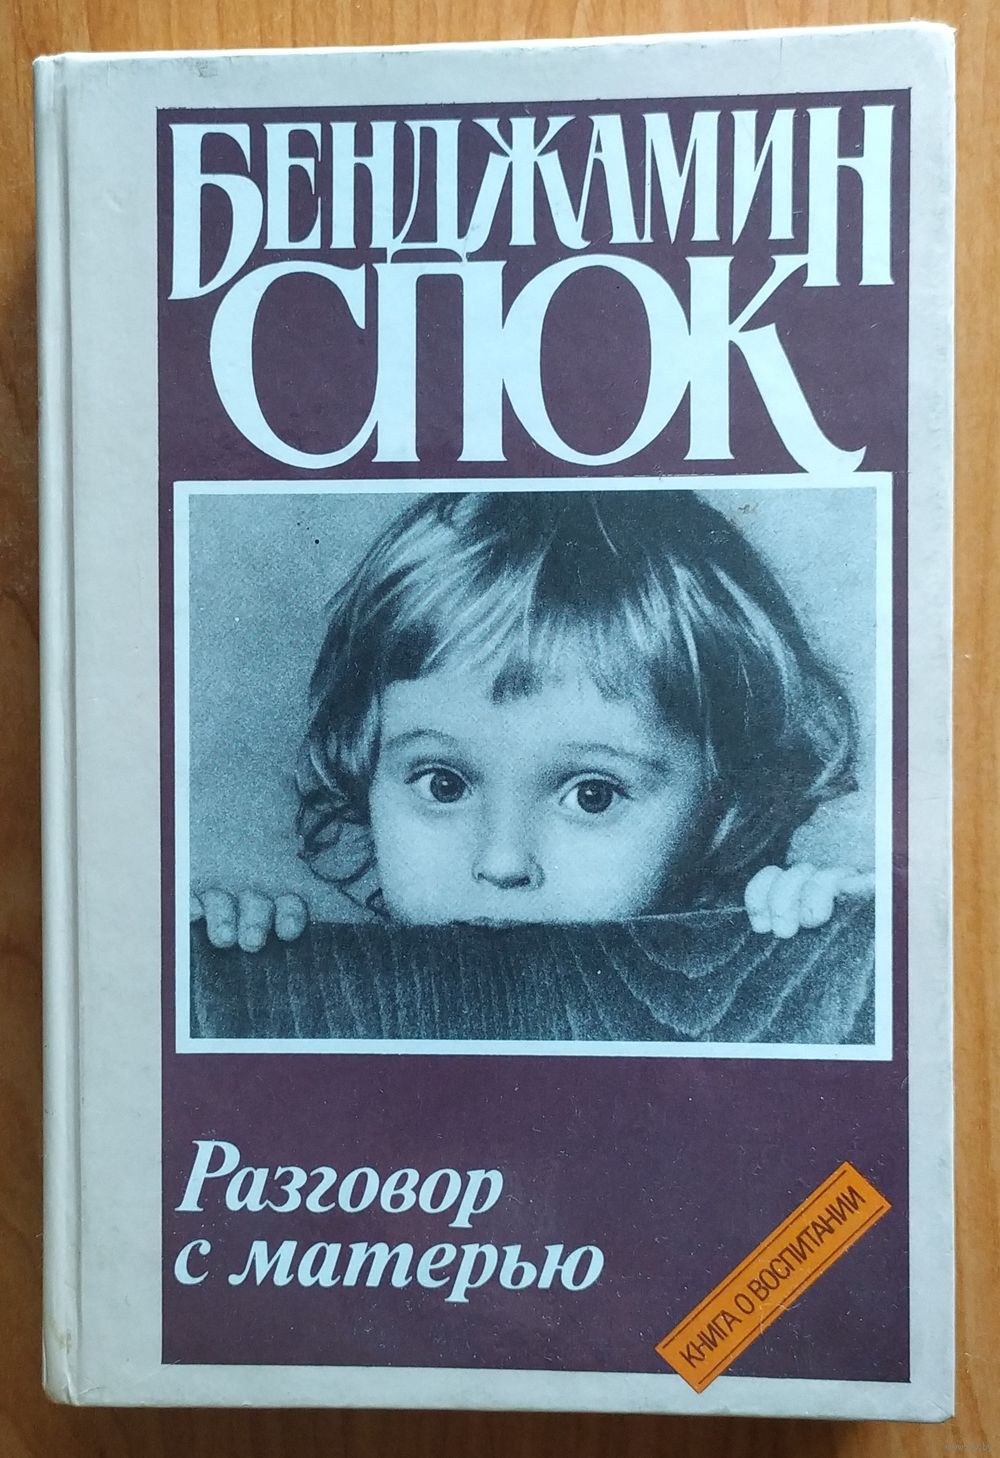 БЕНДЖАМИН
СПОК
Разговор
с матерью
КНИГА О ВОСПИТАНИИ